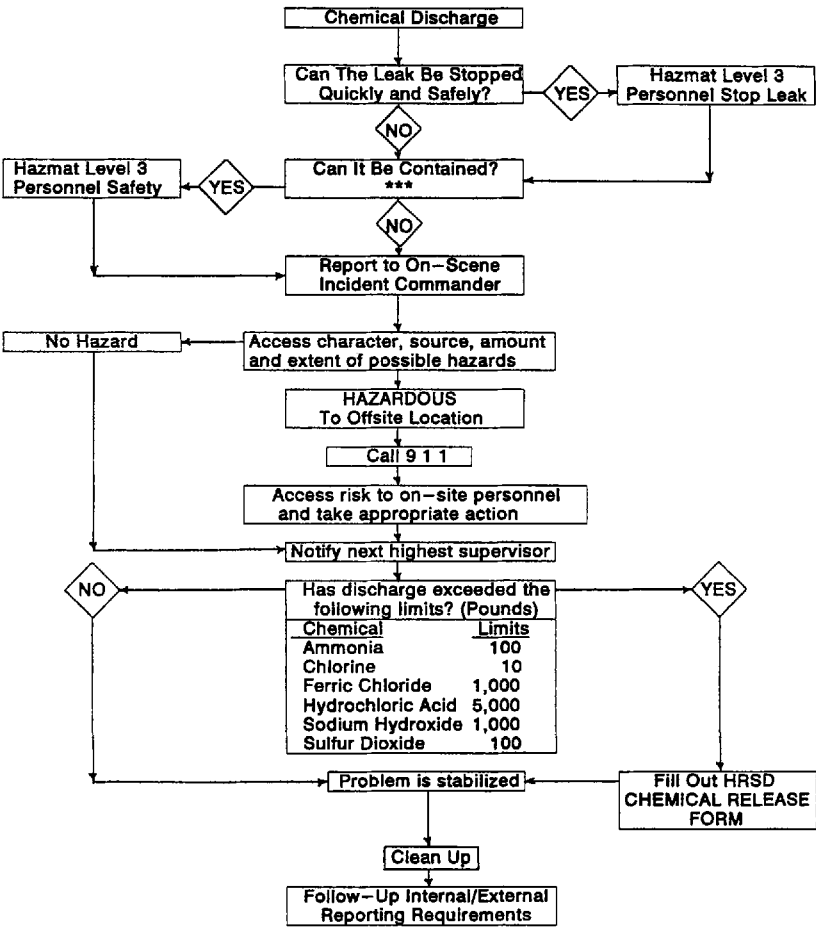 Chemical Discharge
Can The Leak Be Stopped
Quickly and Safely?
YES
Hazmat Level 3
Personnel Stop Leak
NO
Hazmat Level 3
Personnel Safety
YES
Can It Be Contained?
***
NO
Report to On-Scene
Incident Commander
No Hazard
Access character, source, amount
and extent of possible hazards
HAZARDOUS
To Offsite Location
Call 9 1 1
Access risk to on-site personnel
and take appropriate action
Notify next highest supervisor
NO
Has discharge exceeded the
following limits? (Pounds)
YES
Chemical Limits
Ammonia 100
Chlorine 10
Ferric Chloride 1,000
Hydrochloric Acid 5,000
Sodium Hydroxide 1,000
Sulfur Dioxide 100
Problem is stabilized
Fill Out HRSD
CHEMICAL RELEASE
FORM
Clean Up
Follow-Up Internal/External
Reporting Requirements